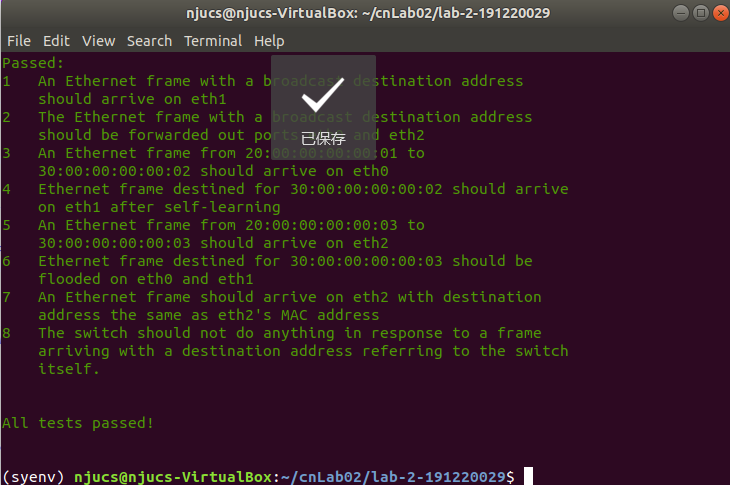 njucs@njucs-VirtualBox: ~/cnLab02/lab-2-191220029
File Edit View Search Terminal Help
Passed:
1 An Ethernet frame with a broadcast destination address
should arrive on eth1
2 The Ethernet frame with a broadcast destination address
should be forwarded out ports and eth2
3 An Ethernet frame from 20:00:00:00:00:01 to
30:00:00:00:00:02 should arrive on eth0
4 Ethernet frame destined for 30:00:00:00:00:02 should arrive
on eth1 after self-learning
5 An Ethernet frame from 20:00:00:00:00:03 to
30:00:00:00:00:03 should arrive on eth2
6 Ethernet frame destined for 30:00:00:00:00:03 should be
flooded on eth0 and eth1
7 An Ethernet frame should arrive on eth2 with destination
address the same as eth2's MAC address
8 The switch should not do anything in response to a frame
arriving with a destination address referring to the switch
itself.
All tests passed!
(syenv) njucs@njucs-VirtualBox:~/cnLab02/lab-2-191220029$
已保存